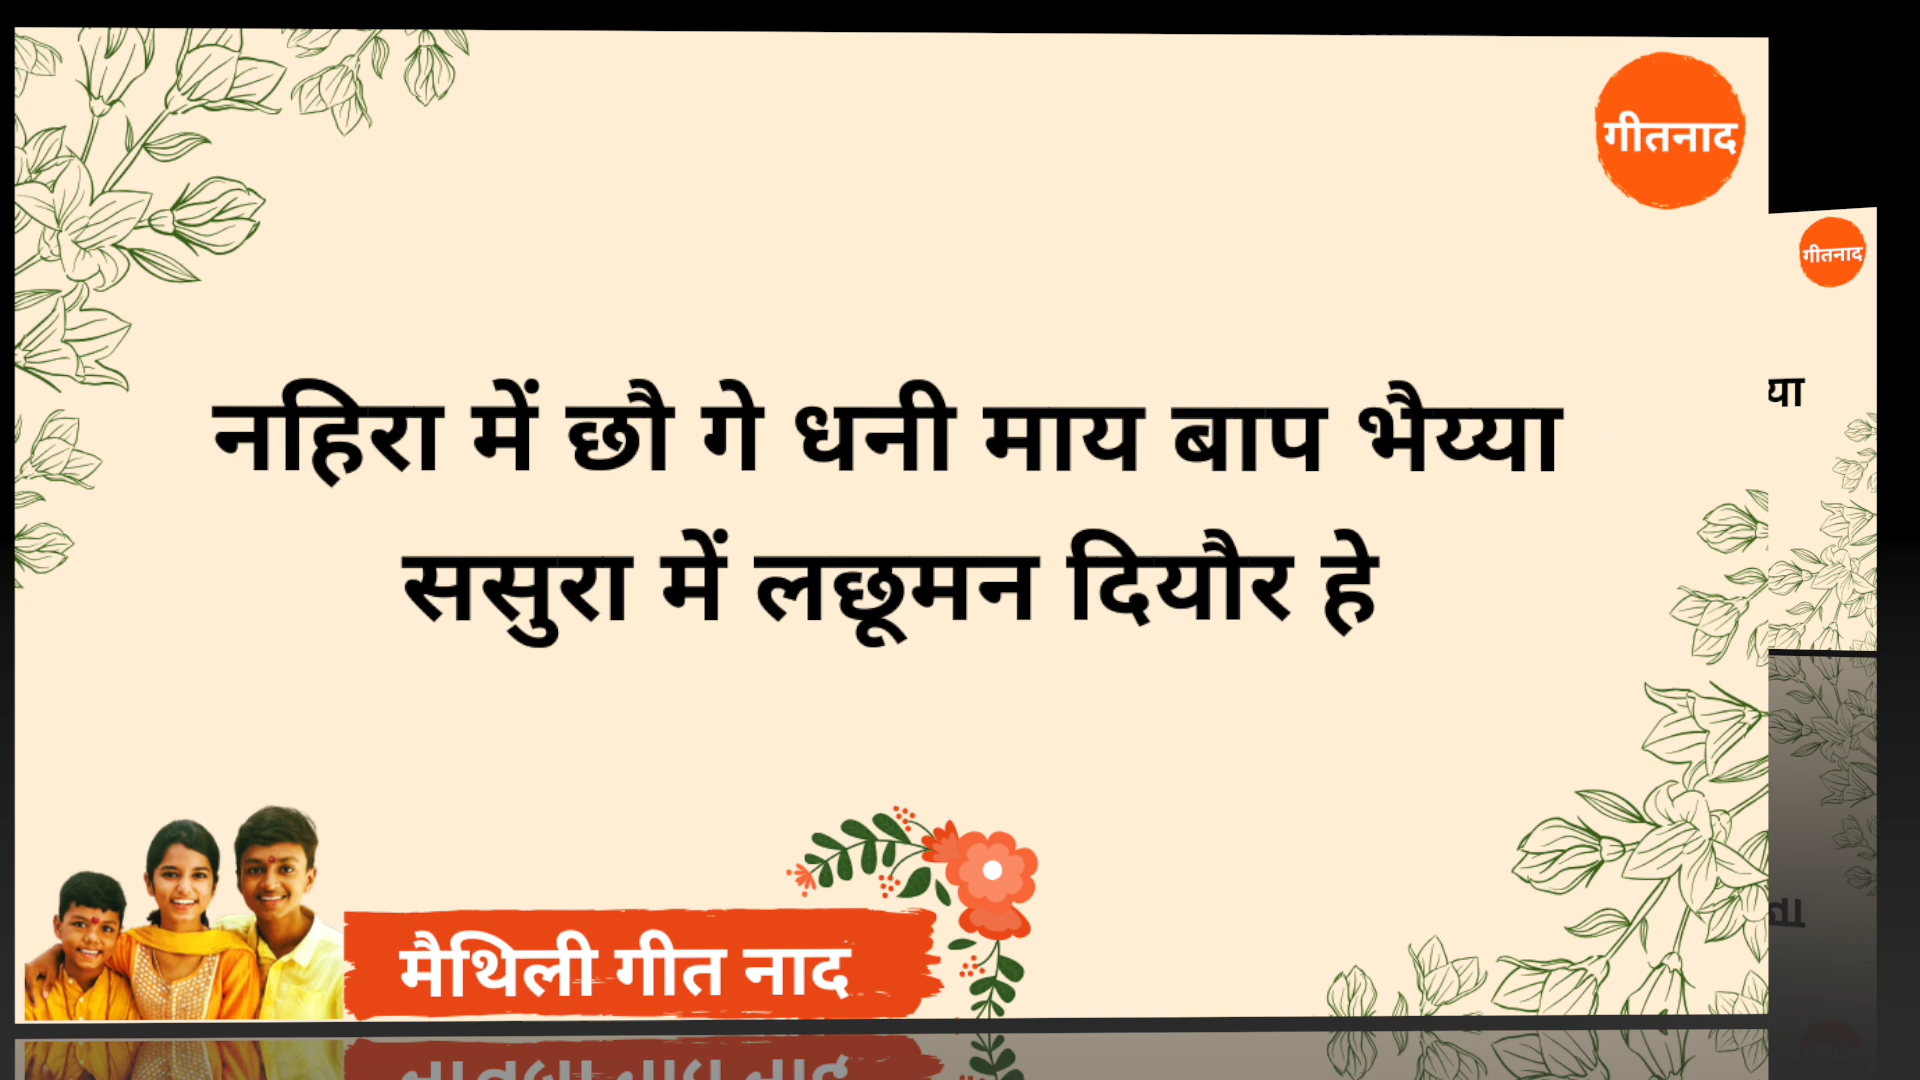 गीतनाद
गीतनाद
नहिरा में छौ गे धनी माय बाप भैय्या
ससुरा में लछूमन दियौर हे
मैथिली गीत नाद